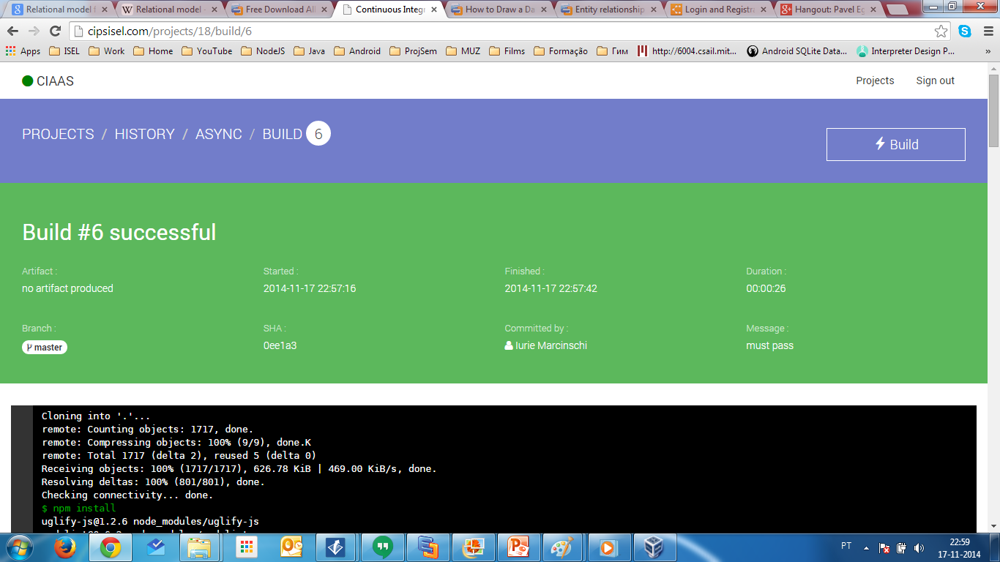 Relational model f
Relational model -
Free Download All
Continuous Integr
How to Draw a Da
Entity relationship
Login and Registra
Hangout: Pavel Eg
cipsisel.com/projects/18/build/6
Apps ISEL Work Home YouTube NodeJS Java Android ProjSem MUZ Films Formação Гим http://6004.csail.mit... Android SQLite Data... Interpreter Design P... »
CIAAS
Projects Sign out
PROJECTS / HISTORY / ASYNC / BUILD 6
Build
Build #6 successful
Artifact : Started : Finished : Duration :
no artifact produced 2014-11-17 22:57:16 2014-11-17 22:57:42 00:00:26
Branch : SHA : Committed by : Message :
master 0ee1a3 Iurie Marcinschi must pass
Cloning into '.'...
remote: Counting objects: 1717, done.
remote: Compressing objects: 100% (9/9), done.K
remote: Total 1717 (delta 2), reused 5 (delta 0)
Receiving objects: 100% (1717/1717), 626.78 KiB | 469.00 KiB/s, done.
Resolving deltas: 100% (801/801), done.
Checking connectivity... done.
$ npm install
uglify-js@1.2.6 node_modules/uglify-js
PT
22:59
17-11-2014